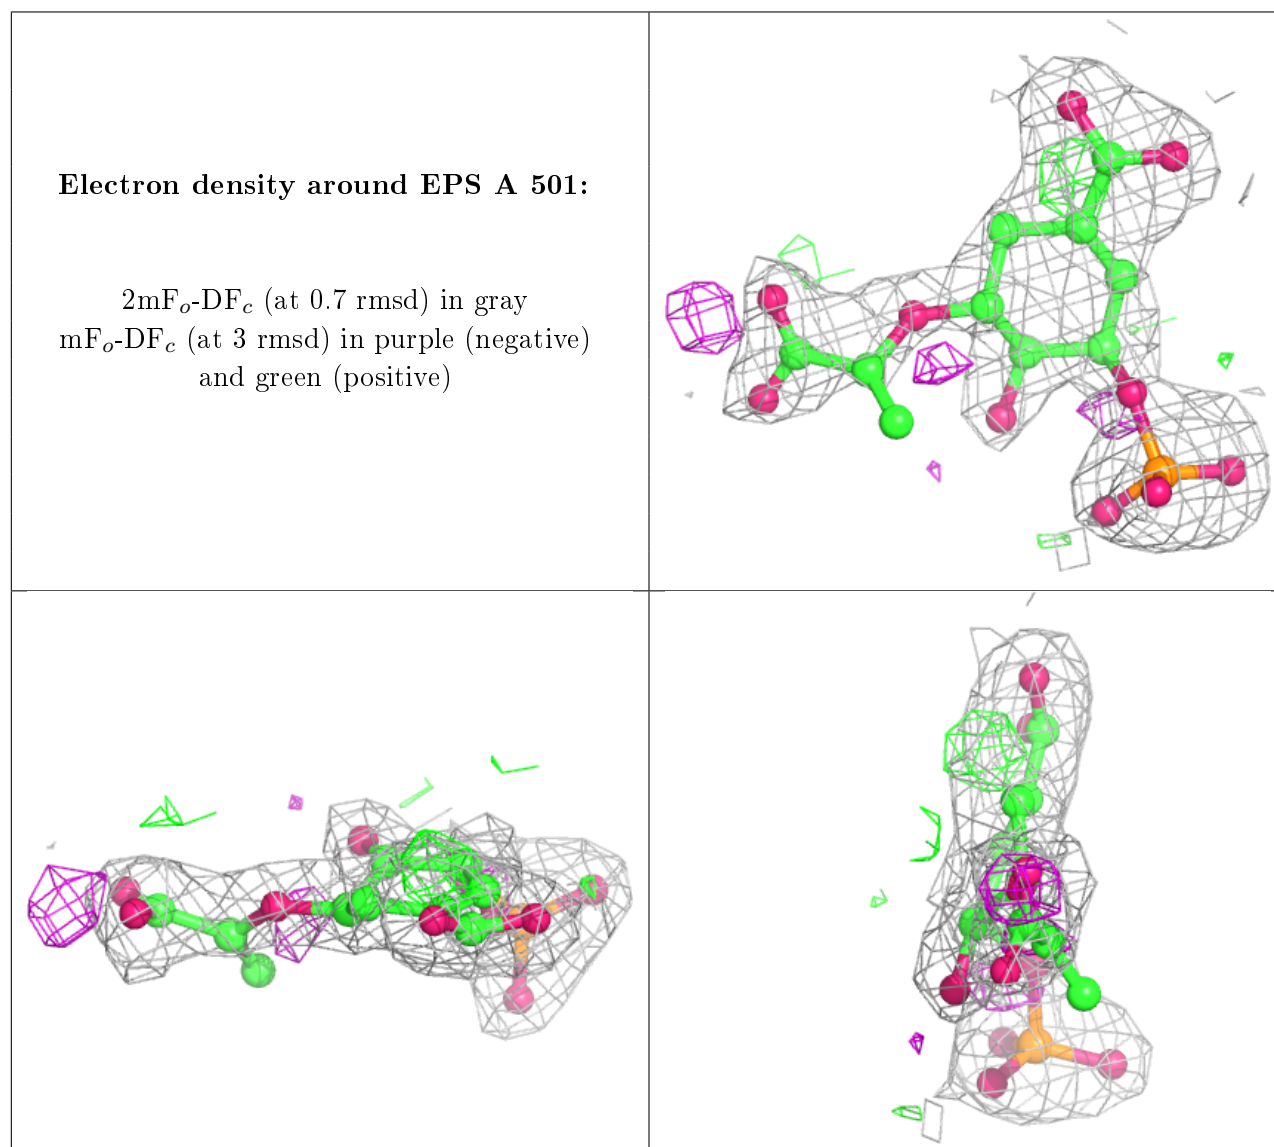 Electron density around EPS A 501:
2mFo-DFc (at 0.7 rmsd) in gray
mFo-DFc (at 3 rmsd) in purple (negative)
and green (positive)